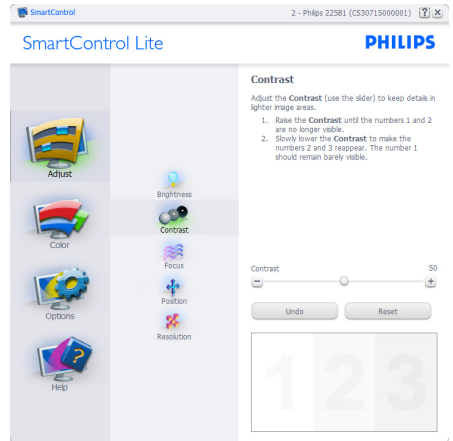 SmartControl
2 - Philips 225B1 (CS30715000001) ? X
SmartControl Lite
PHILIPS
Adjust
Color
Options
Help
Brightness
Contrast
Focus
Position
Resolution
Contrast
Adjust the Contrast (use the slider) to keep details in
lighter image areas.
1. Raise the Contrast until the numbers 1 and 2
are no longer visible.
2. Slowly lower the Contrast to make the
numbers 2 and 3 reappear. The number 1
should remain barely visible.
Contrast 50
Undo Reset
1 2 3